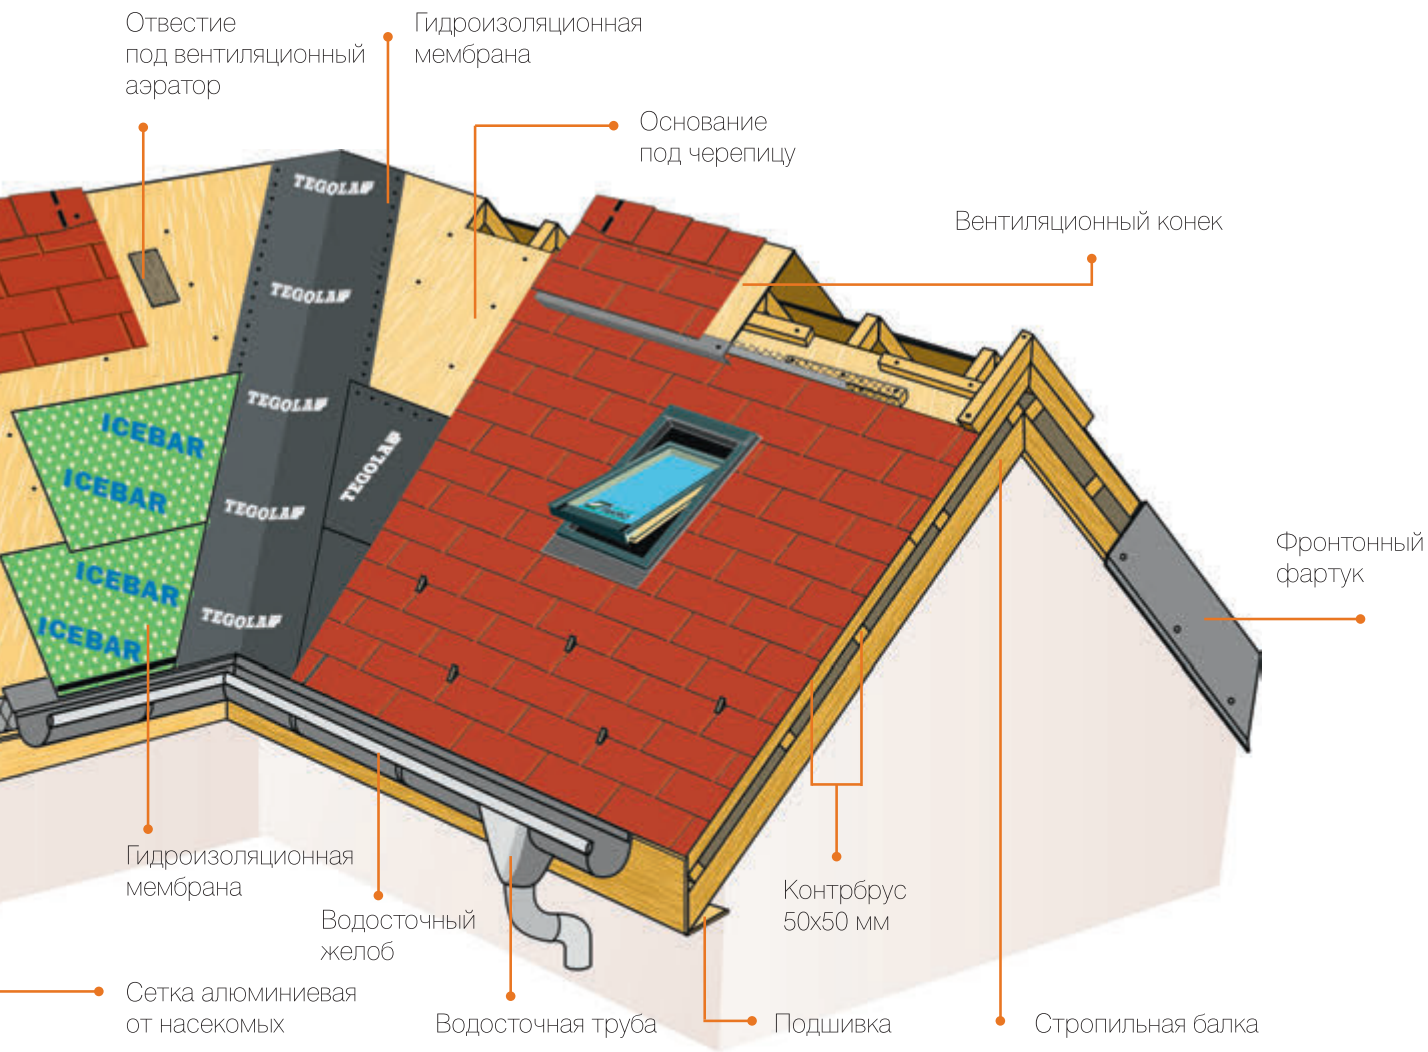 Отвестие
под вентиляционный
аэратор
Гидроизоляционная
мембрана
Основание
под черепицу
Вентиляционный конек
TEGOLA
TEGOLA
TEGOLA
TEGOLA
TEGOLA
TEGOLA
ICEBAR
ICEBAR
ICEBAR
ICEBAR
Фронтонный
фартук
Гидроизоляционная
мембрана
Водосточный
желоб
Контрбрус
50x50 мм
Сетка алюминиевая
от насекомых
Водосточная труба
Подшивка
Стропильная балка